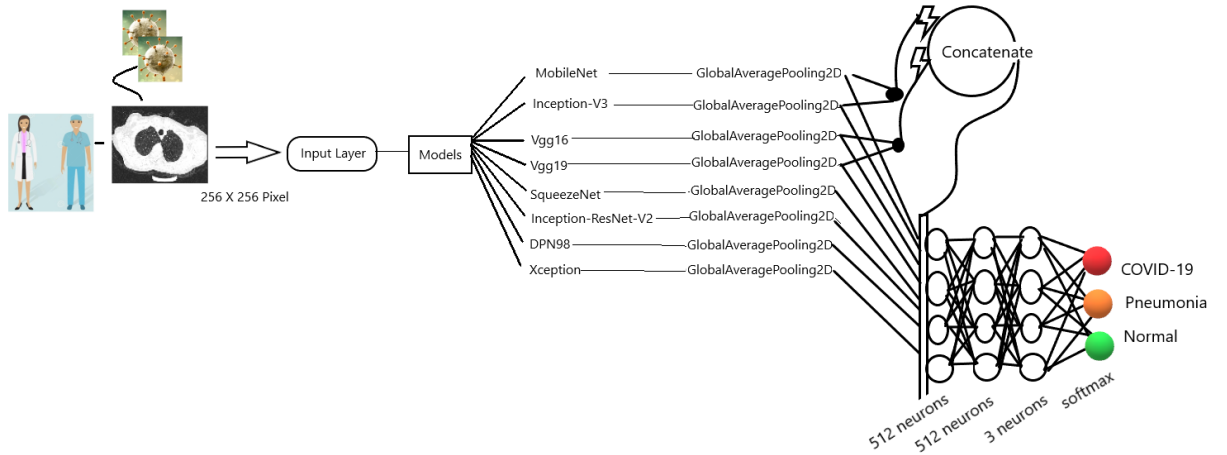 256 X 256 Pixel
Input Layer
Models
MobileNet GlobalAveragePooling2D
Inception-V3 GlobalAveragePooling2D
Vgg16 GlobalAveragePooling2D
Vgg19 GlobalAveragePooling2D
SqueezeNet GlobalAveragePooling2D
Inception-ResNet-V2 GlobalAveragePooling2D
DPN98 GlobalAveragePooling2D
Xception GlobalAveragePooling2D
Concatenate
COVID-19
Pneumonia
Normal
512 neurons
512 neurons
3 neurons
softmax